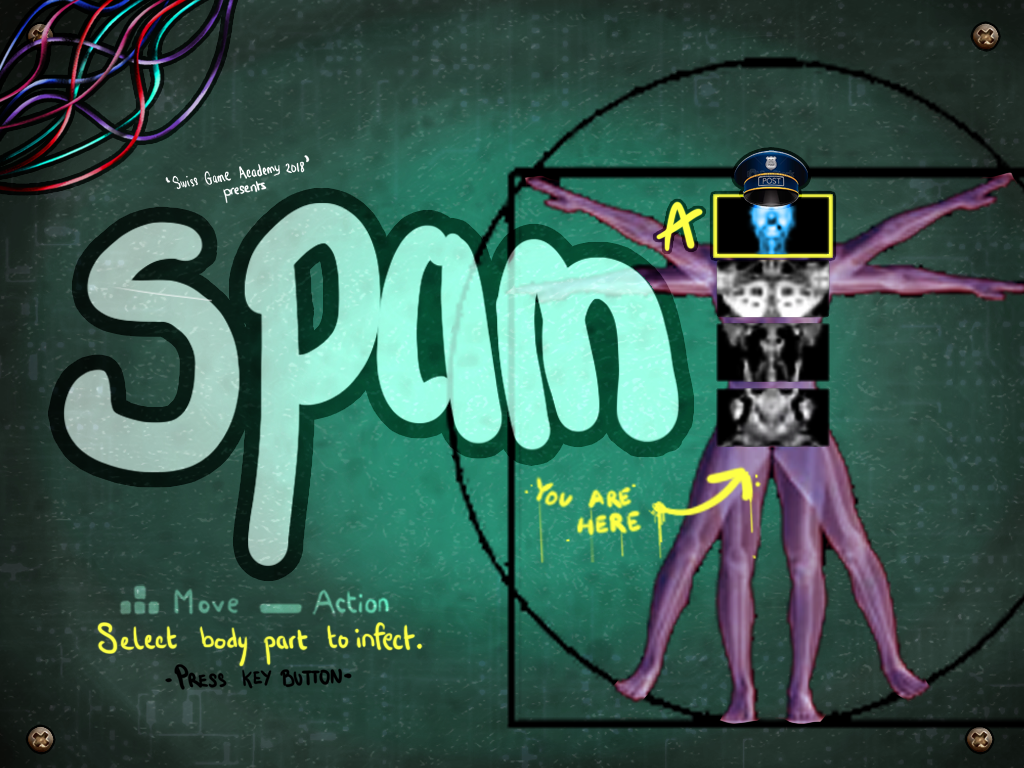 "Swiss Game Academy 2018"
presents
Spam
POST
A
YOU ARE
HERE
Move Action
Select body part to infect.
-PRESS KEY BUTTON-